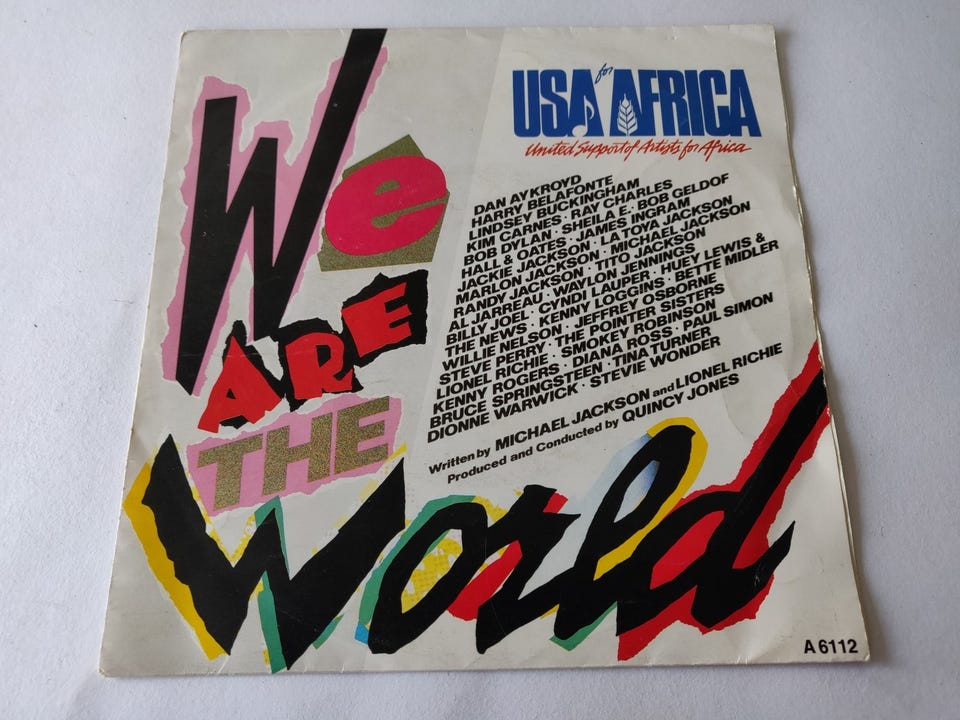 We
ARE
THE
World
USA for AFRICA
United Support of Artists for Africa
DAN AYKROYD
HARRY BELAFONTE
LINDSEY BUCKINGHAM
KIM CARNES · RAY CHARLES
BOB DYLAN · SHEILA E. · BOB GELDOF
HALL & OATES · JAMES INGRAM
JACKIE JACKSON · LA TOYA JACKSON
MARLON JACKSON · MICHAEL JACKSON
RANDY JACKSON · TITO JACKSON
AL JARREAU · WAYLON JENNINGS
BILLY JOEL · CYNDI LAUPER · HUEY LEWIS &
THE NEWS · KENNY LOGGINS · BETTE MIDLER
WILLIE NELSON · JEFFREY OSBORNE
STEVE PERRY · THE POINTER SISTERS
LIONEL RICHIE · SMOKEY ROBINSON
KENNY ROGERS · DIANA ROSS · PAUL SIMON
BRUCE SPRINGSTEEN · TINA TURNER
DIONNE WARWICK · STEVIE WONDER
Written by MICHAEL JACKSON and LIONEL RICHIE
Produced and Conducted by QUINCY JONES
A 6112